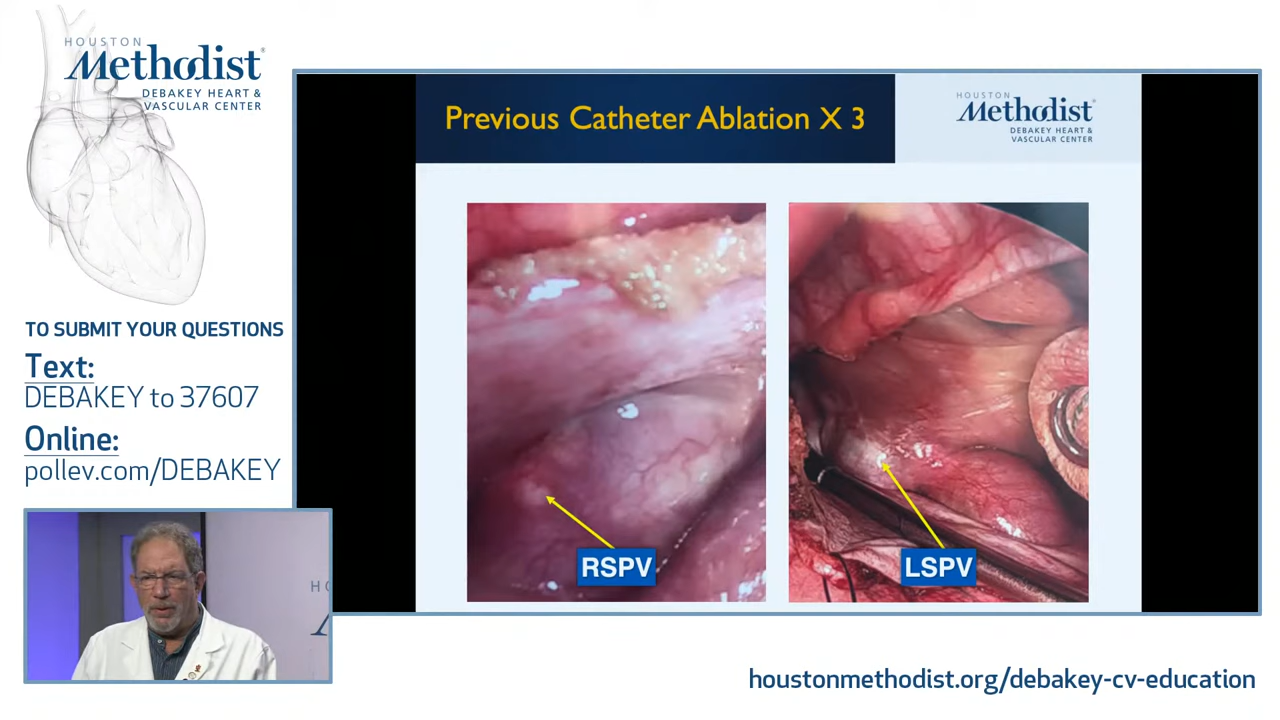 HOUSTON
Methodist®
DEBAKEY HEART &
VASCULAR CENTER
TO SUBMIT YOUR QUESTIONS
Text:
DEBAKEY to 37607
Online:
pollev.com/DEBAKEY
Previous Catheter Ablation X 3
HOUSTON
Methodist®
DEBAKEY HEART &
VASCULAR CENTER
RSPV
LSPV
houstonmethodist.org/debakey-cv-education